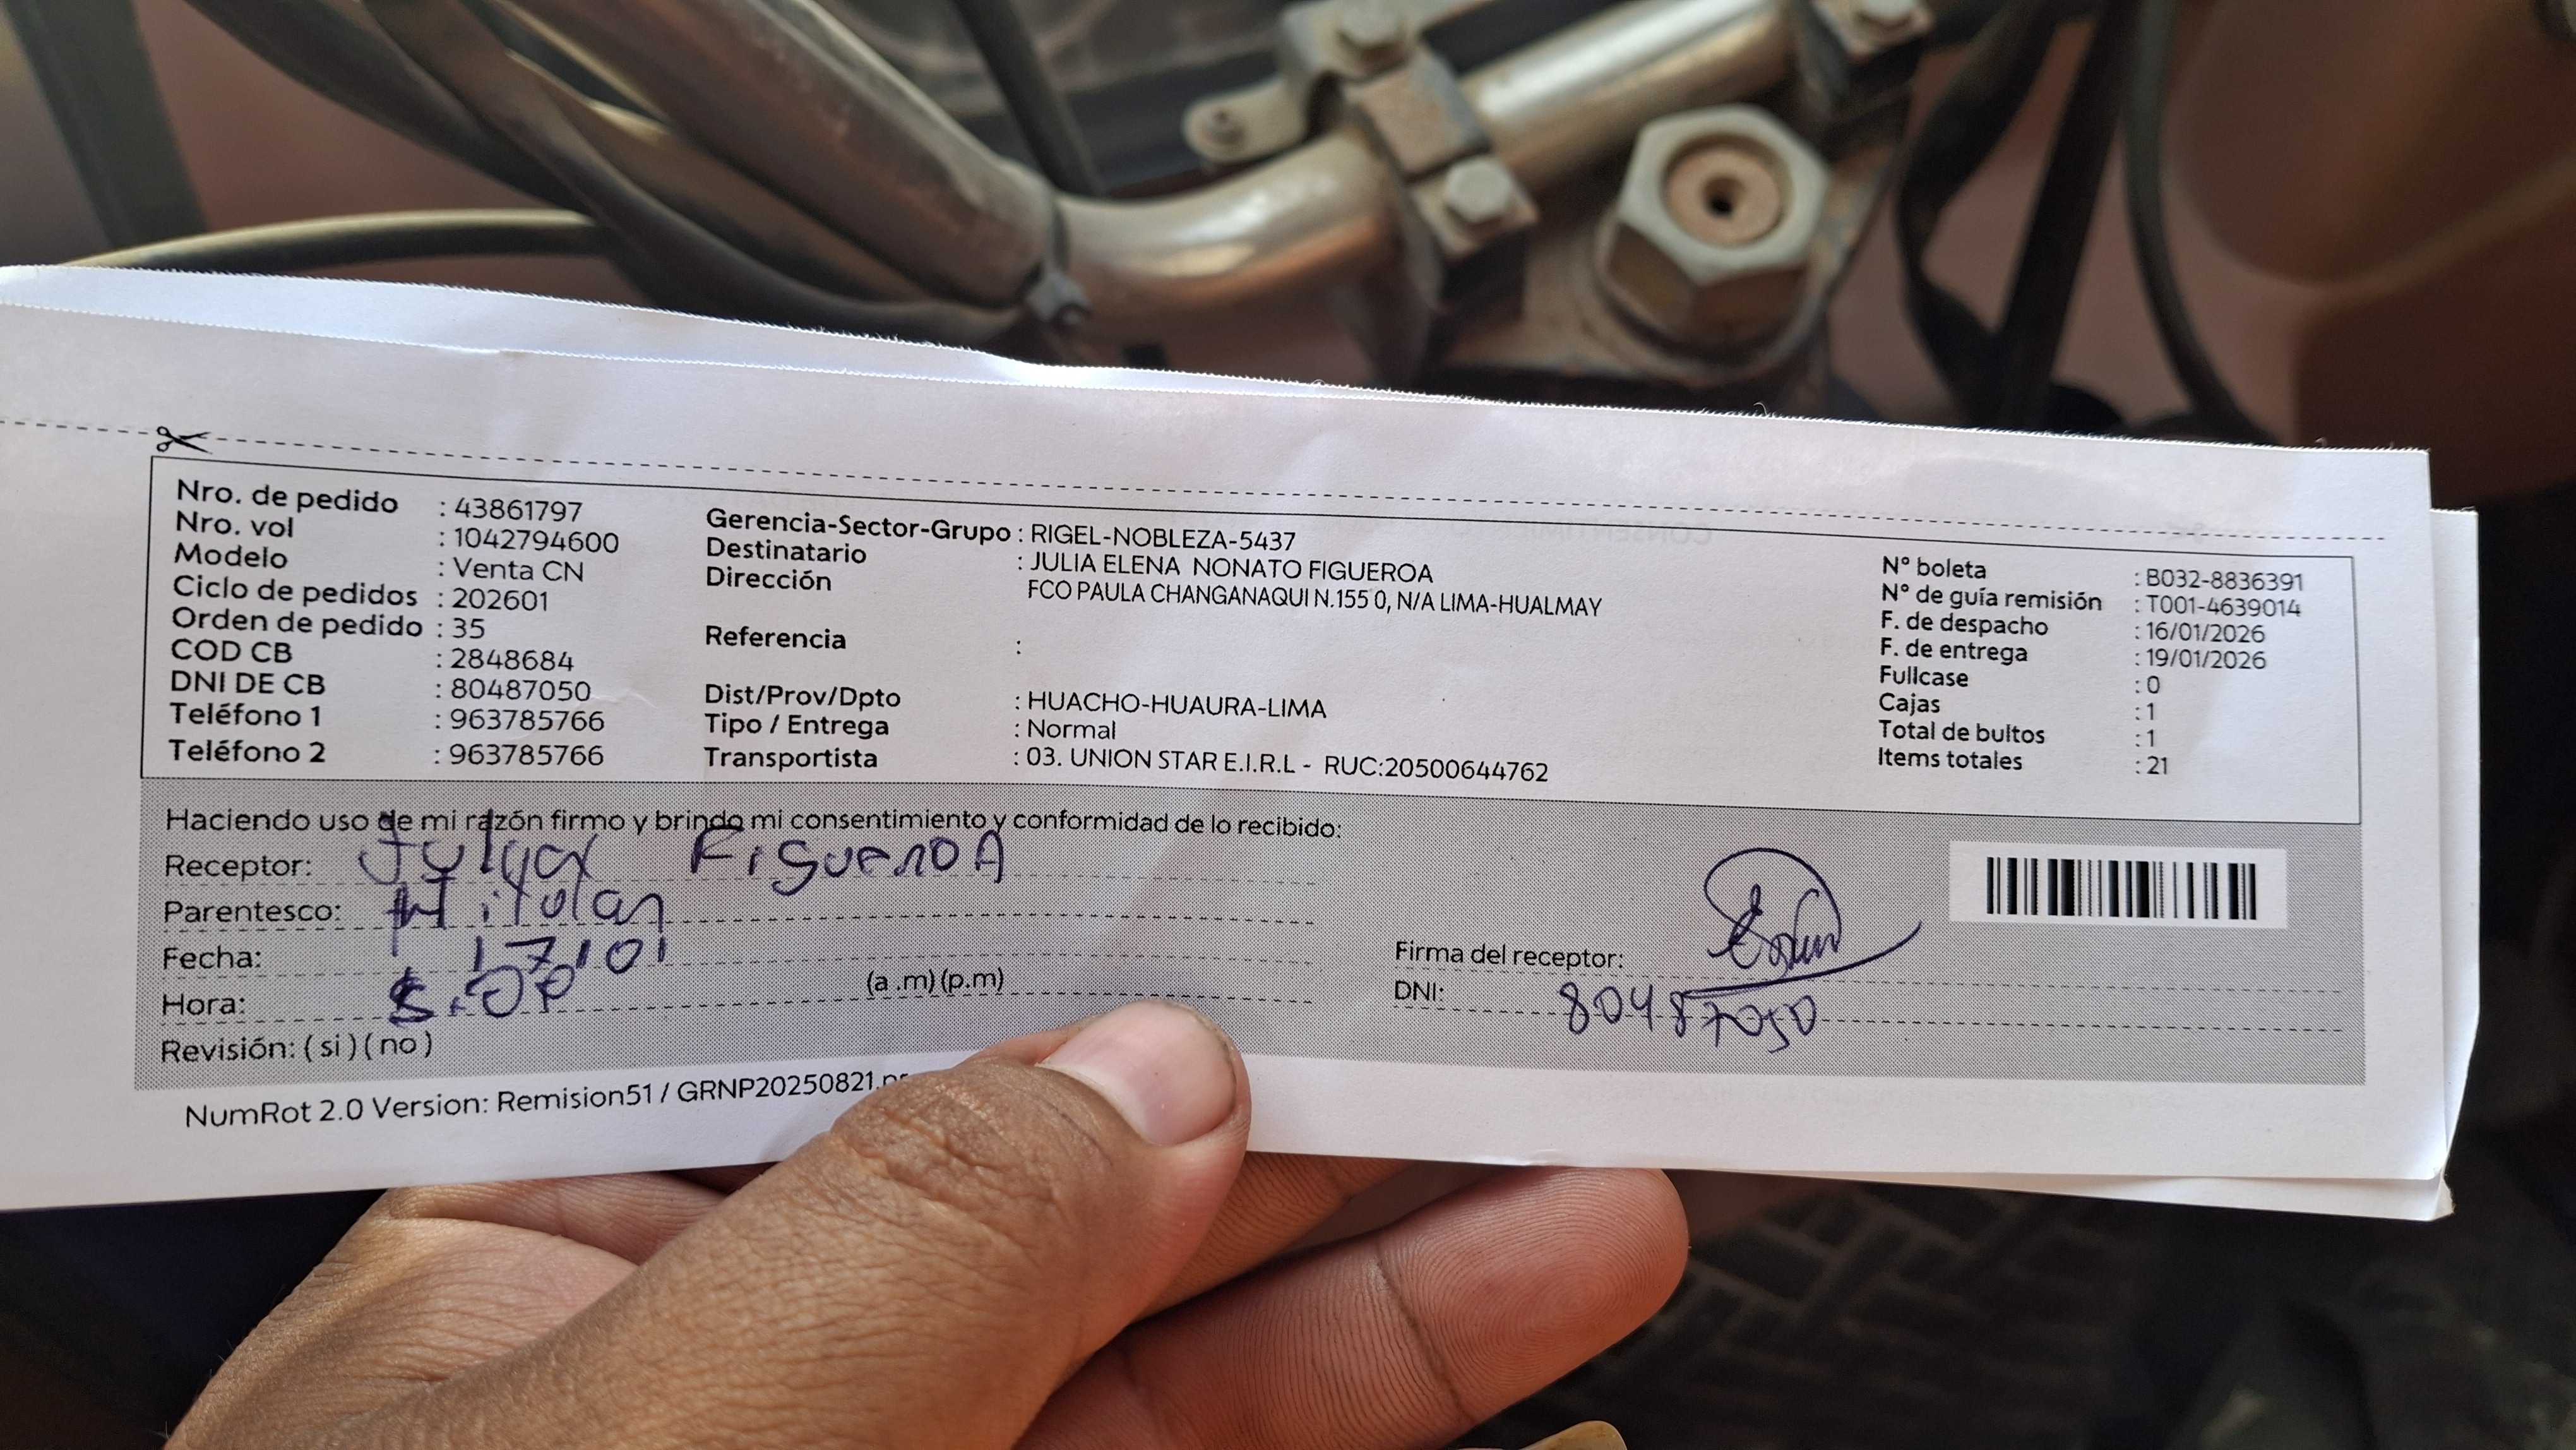 Nro. de pedido : 43861797
Nro. vol : 1042794600
Modelo : Venta CN
Ciclo de pedidos : 202601
Orden de pedido : 35
COD CB : 2848684
DNI DE CB : 80487050
Teléfono 1 : 963785766
Teléfono 2 : 963785766
Gerencia-Sector-Grupo : RIGEL-NOBLEZA-5437
Destinatario : JULIA ELENA NONATO FIGUEROA
Dirección FCO PAULA CHANGANAQUI N.155 0, N/A LIMA-HUALMAY
Referencia :
Dist/Prov/Dpto : HUACHO-HUAURA-LIMA
Tipo / Entrega : Normal
Transportista : 03. UNION STAR E.I.R.L - RUC:20500644762
N° boleta : B032-8836391
N° de guía remisión : T001-4639014
F. de despacho : 16/01/2026
F. de entrega : 19/01/2026
Fullcase : 0
Cajas : 1
Total de bultos : 1
Items totales : 21
Haciendo uso de mi razón firmo y brindo mi consentimiento y conformidad de lo recibido:
Receptor: FiguEroA
Parentesco: Titular
Fecha: 17/01
Hora: (a .m) (p.m)
Revisión: ( si ) ( no )
Firma del receptor:
DNI: 80487050
NumRot 2.0 Version: Remision51 / GRNP20250821